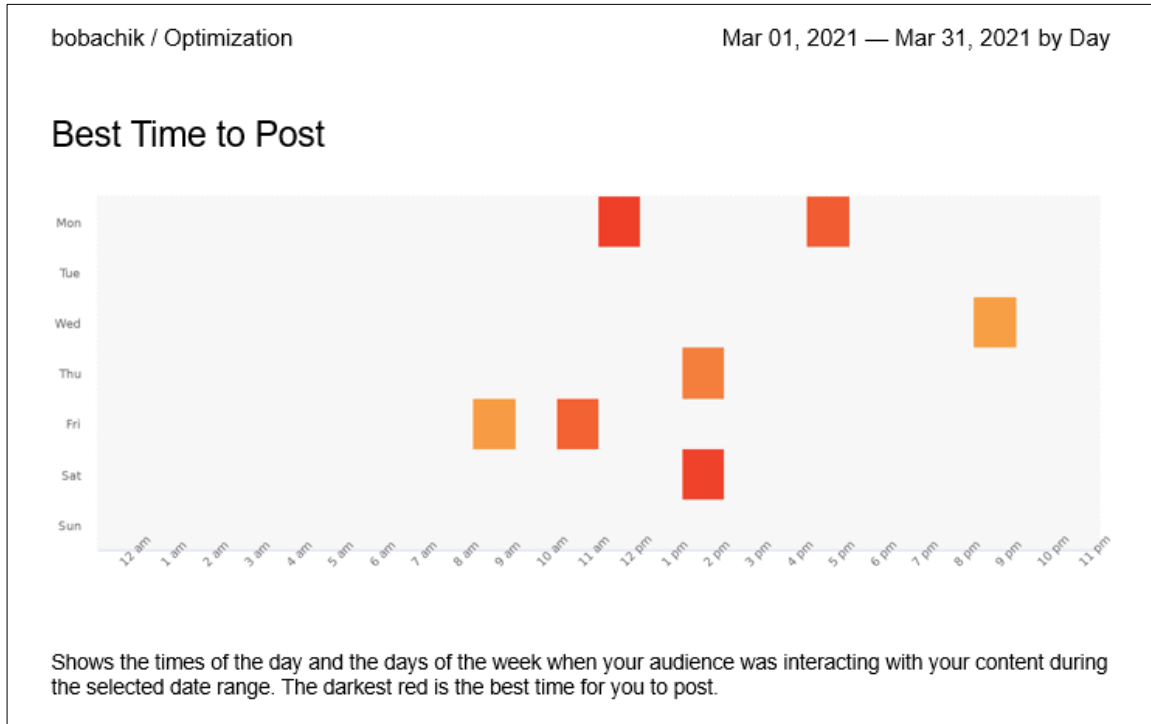 bobachik / Optimization
Mar 01, 2021 — Mar 31, 2021 by Day
Best Time to Post
Mon
Tue
Wed
Thu
Fri
Sat
Sun
12 am 1 am 2 am 3 am 4 am 5 am 6 am 7 am 8 am 9 am 10 am 11 am 12 pm 1 pm 2 pm 3 pm 4 pm 5 pm 6 pm 7 pm 8 pm 9 pm 10 pm 11 pm
Shows the times of the day and the days of the week when your audience was interacting with your content during
the selected date range. The darkest red is the best time for you to post.